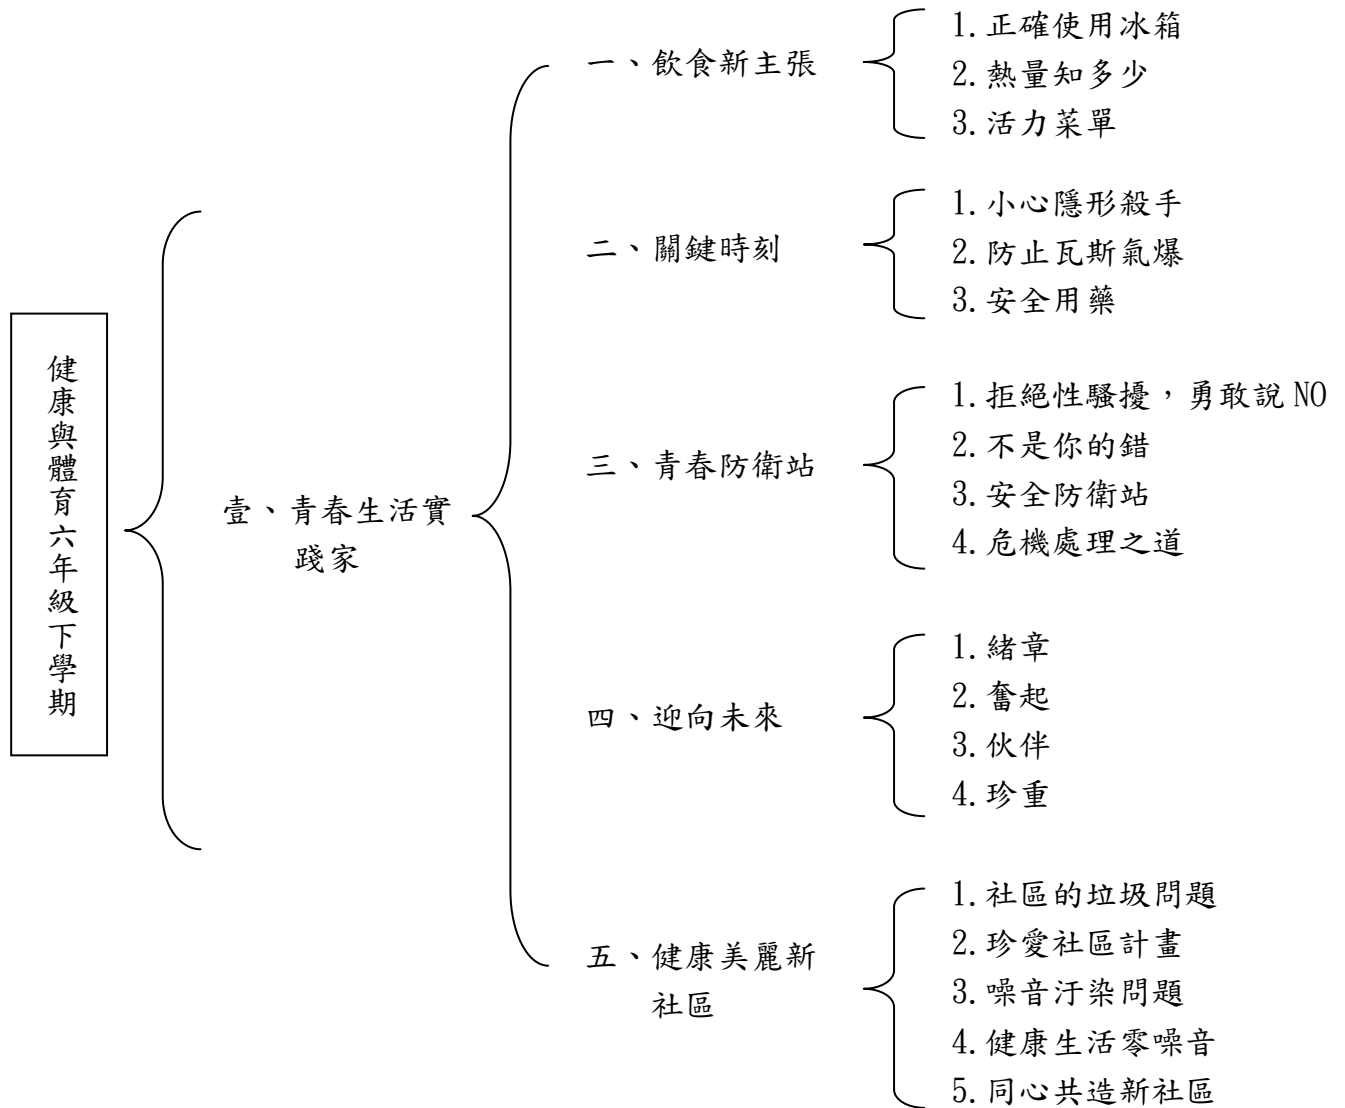 健康與體育六年級下學期
壹、青春生活實
踐家
一、飲食新主張
1.正確使用冰箱
2.熱量知多少
3.活力菜單
二、關鍵時刻
1.小心隱形殺手
2.防止瓦斯氣爆
3.安全用藥
三、青春防衛站
1.拒絕性騷擾，勇敢說 NO
2.不是你的錯
3.安全防衛站
4.危機處理之道
四、迎向未來
1.緒章
2.奮起
3.伙伴
4.珍重
五、健康美麗新
社區
1.社區的垃圾問題
2.珍愛社區計畫
3.噪音汙染問題
4.健康生活零噪音
5.同心共造新社區